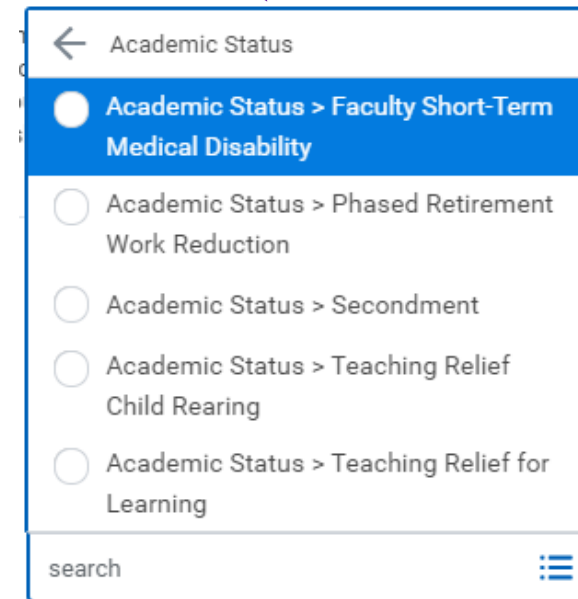 Academic Status
Academic Status > Faculty Short-Term
Medical Disability
Academic Status > Phased Retirement
Work Reduction
Academic Status > Secondment
Academic Status > Teaching Relief
Child Rearing
Academic Status > Teaching Relief for
Learning
search